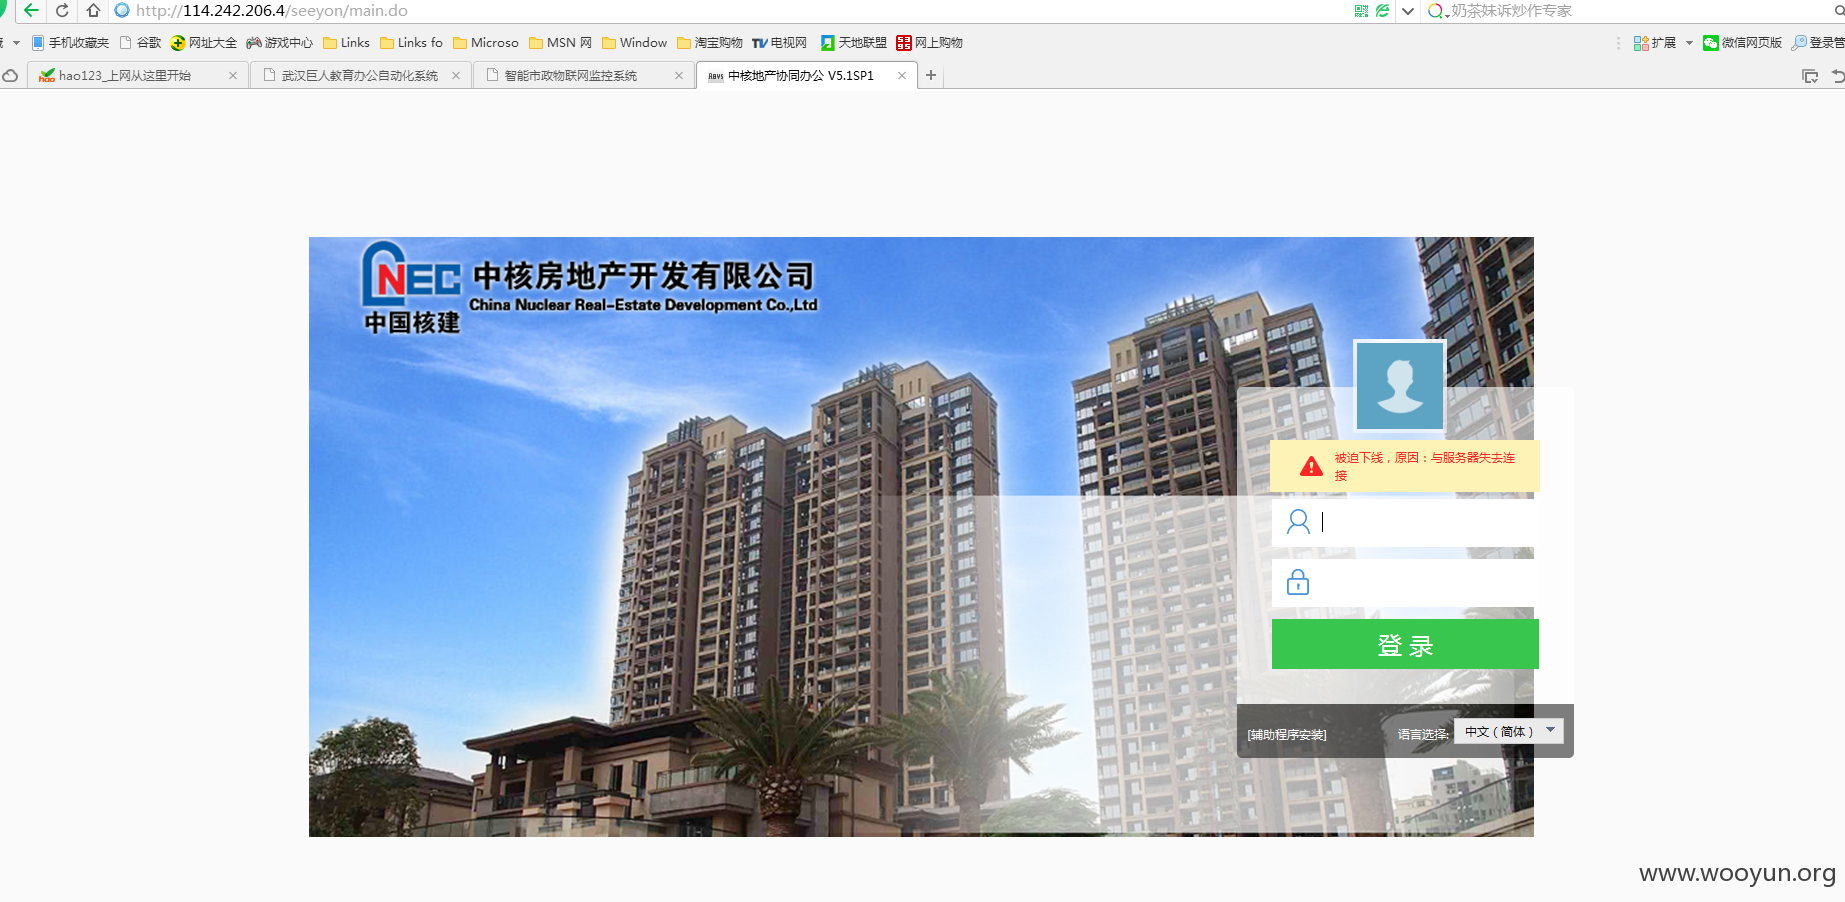 http://114.242.206.4/seeyon/main.do
奶茶妹诉炒作专家
手机收藏夹 谷歌 网址大全 游戏中心 Links Links fo Microso MSN 网 Window 淘宝购物 电视网 天地联盟 网上购物 扩展 微信网页版 登录管
hao123_上网从这里开始 武汉巨人教育办公自动化系统 智能市政物联网监控系统 中核地产协同办公 V5.1SP1
CNEC 中核房地产开发有限公司
China Nuclear Real-Estate Development Co.,Ltd
中国核建
被迫下线，原因：与服务器失去连
接
登 录
[辅助程序安装] 语言选择: 中文（简体）
www.wooyun.org